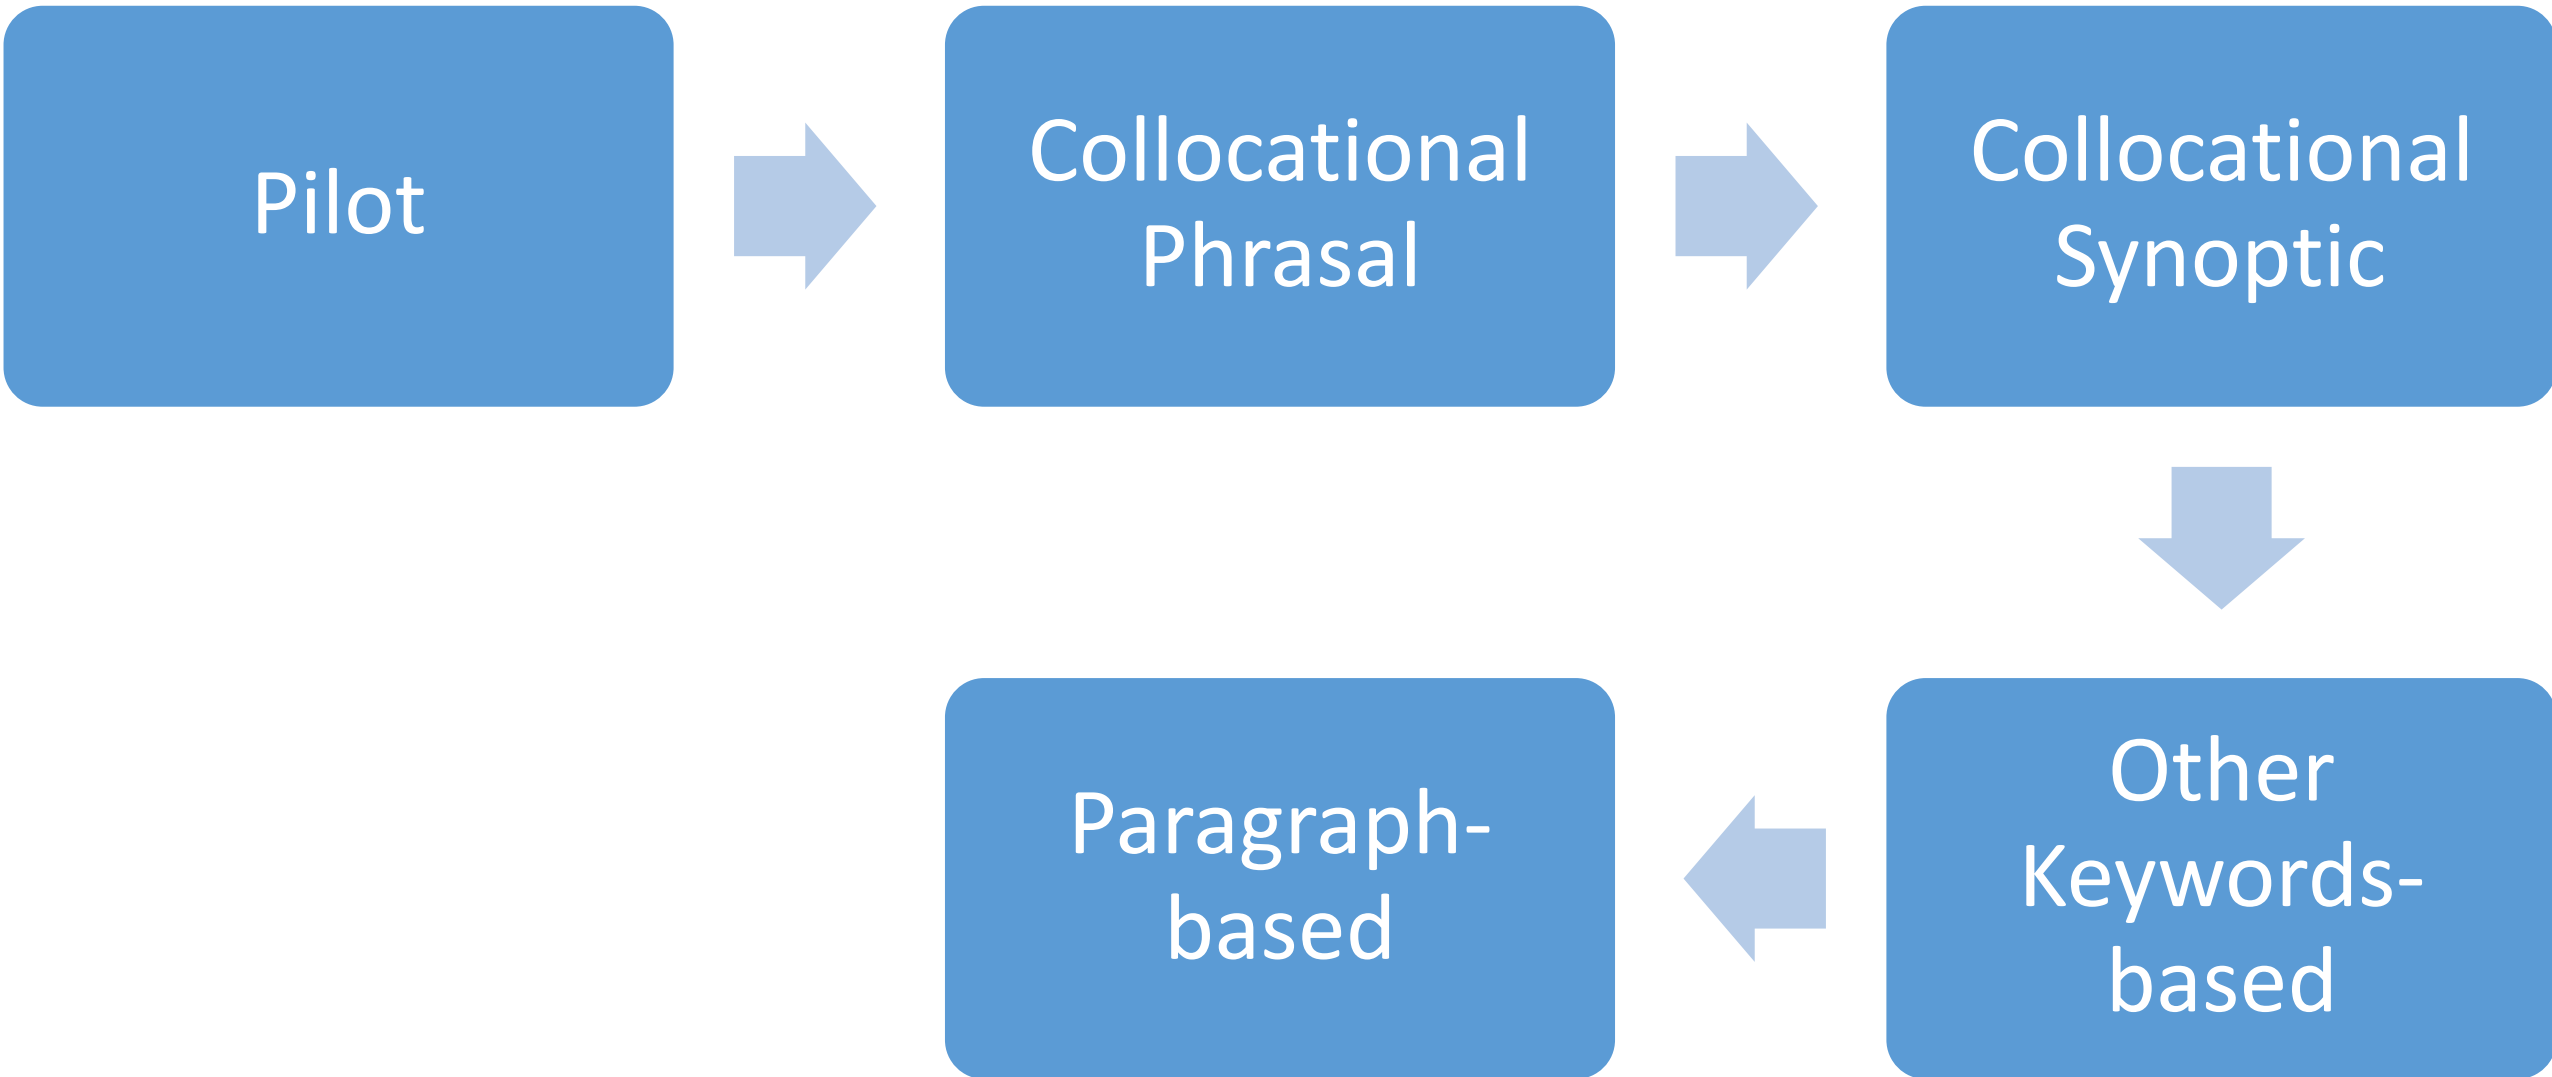 Pilot
Collocational
Phrasal
Collocational
Synoptic
Other
Keywords-
based
Paragraph-
based